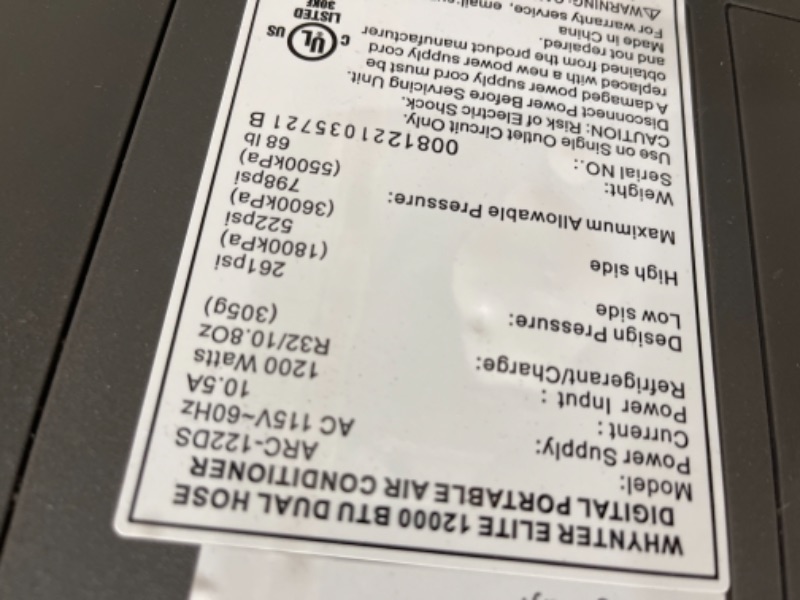 WHYNTER ELITE 12000 BTU DUAL HOSE
DIGITAL PORTABLE AIR CONDITIONER
Model: ARC-122DS
Power Supply: AC 115V~60Hz
Current: 10.5A
Power Input: 1200 Watts
Refrigerant/Charge: R32/10.8Oz
(305g)
Design Pressure:
Low side 261psi
(1800kPa)
High side 522psi
(3600kPa)
Maximum Allowable Pressure: 798psi
(5500kPa)
Weight: 68 lb
Serial NO.: 0081221035721 B
Use on Single Outlet Circuit Only.
CAUTION: Risk of Electric Shock.
Disconnect Power Before Servicing Unit.
A damaged power supply cord must be
replaced with a new power supply cord
obtained from the product manufacturer
and not repaired.
Made in China
For warranty service, email:
WARNING:
C UL US
LISTED
30KE